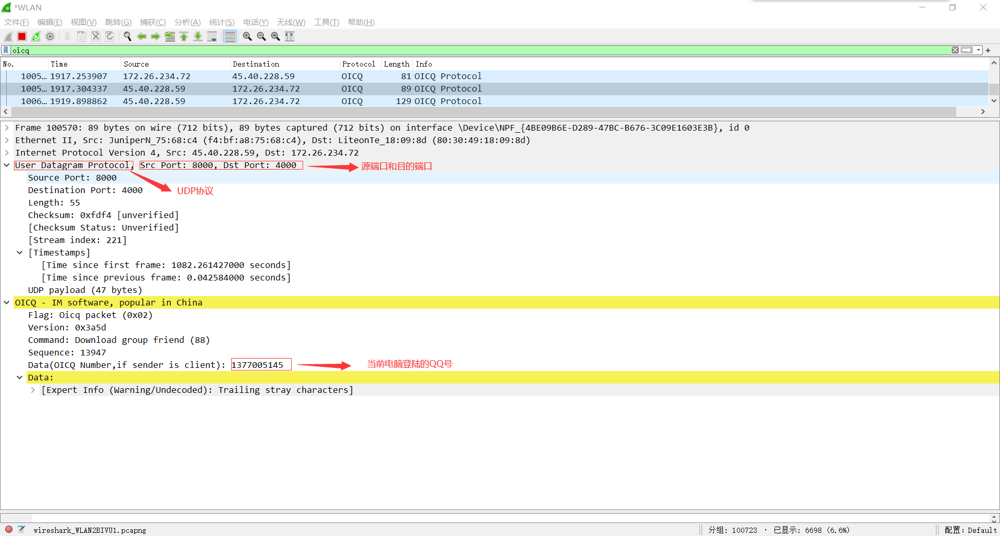 *WLAN
文件(F) 编辑(E) 视图(V) 跳转(G) 捕获(C) 分析(A) 统计(S) 电话(Y) 无线(W) 工具(T) 帮助(H)
oicq
No. Time Source Destination Protocol Length Info
1005… 1917.253907 172.26.234.72 45.40.228.59 OICQ 81 OICQ Protocol
1005… 1917.304337 45.40.228.59 172.26.234.72 OICQ 89 OICQ Protocol
1006… 1919.898862 45.40.228.59 172.26.234.72 OICQ 129 OICQ Protocol
Frame 100570: 89 bytes on wire (712 bits), 89 bytes captured (712 bits) on interface \Device\NPF_{4BE09B6E-D289-47BC-B676-3C09E1603E3B}, id 0
Ethernet II, Src: JuniperN_75:68:c4 (f4:bf:a8:75:68:c4), Dst: LiteonTe_18:09:8d (80:30:49:18:09:8d)
Internet Protocol Version 4, Src: 45.40.228.59, Dst: 172.26.234.72
User Datagram Protocol, Src Port: 8000, Dst Port: 4000 源端口和目的端口
Source Port: 8000
Destination Port: 4000 UDP协议
Length: 55
Checksum: 0xfdf4 [unverified]
[Checksum Status: Unverified]
[Stream index: 221]
[Timestamps]
[Time since first frame: 1082.261427000 seconds]
[Time since previous frame: 0.042584000 seconds]
UDP payload (47 bytes)
OICQ - IM software, popular in China
Flag: Oicq packet (0x02)
Version: 0x3a5d
Command: Download group friend (88)
Sequence: 13947
Data(OICQ Number,if sender is client): 1377005145 当前电脑登陆的QQ号
Data:
[Expert Info (Warning/Undecoded): Trailing stray characters]
wireshark_WLAN2BIVU1.pcapng 分组: 100723 · 已显示: 6698 (6.6%) 配置: Default